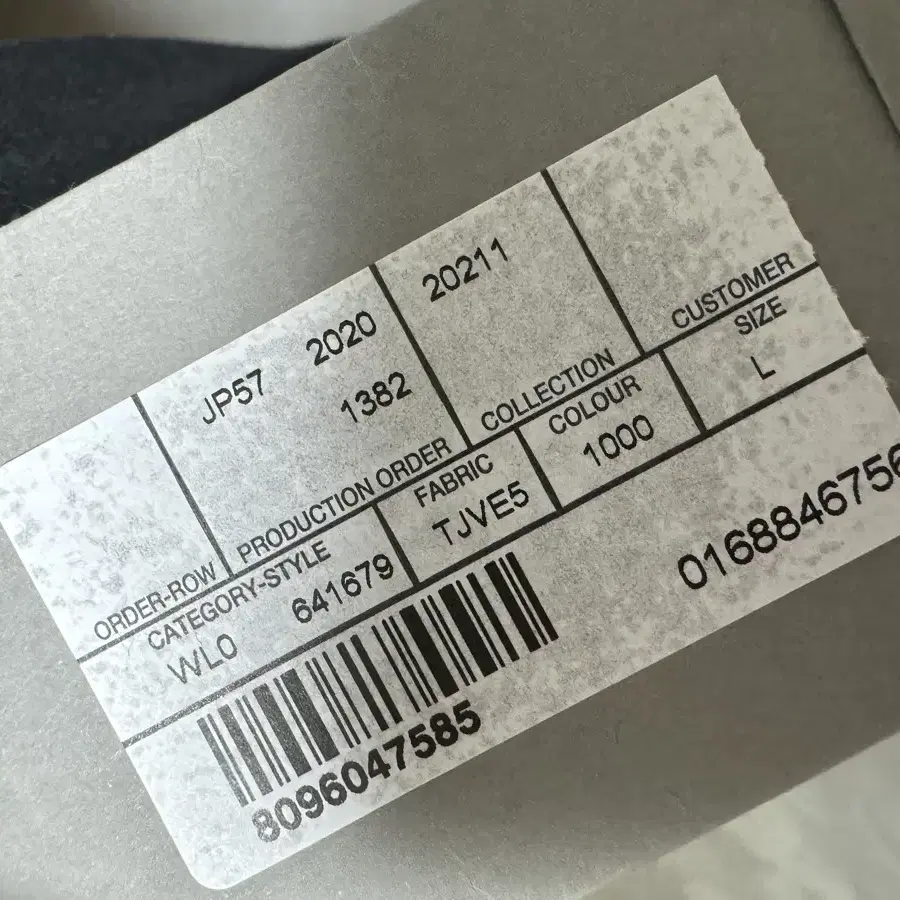 JP57 2020 20211
1382
ORDER-ROW PRODUCTION ORDER COLLECTION CUSTOMER
CATEGORY-STYLE FABRIC COLOUR SIZE
VVL0 641679 TJVE5 1000 L
8096047585 0168846756